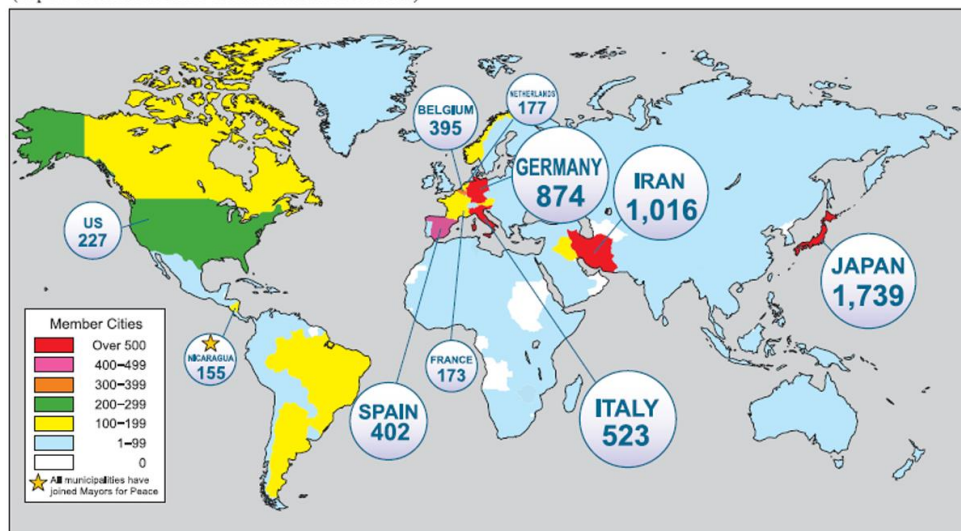 BELGIUM
395
NETHERLANDS
177
GERMANY
874
IRAN
1,016
US
227
JAPAN
1,739
NICARAGUA
155
FRANCE
173
SPAIN
402
ITALY
523
Member Cities
Over 500
400–499
300–399
200–299
100–199
1–99
0
All municipalities have
joined Mayors for Peace